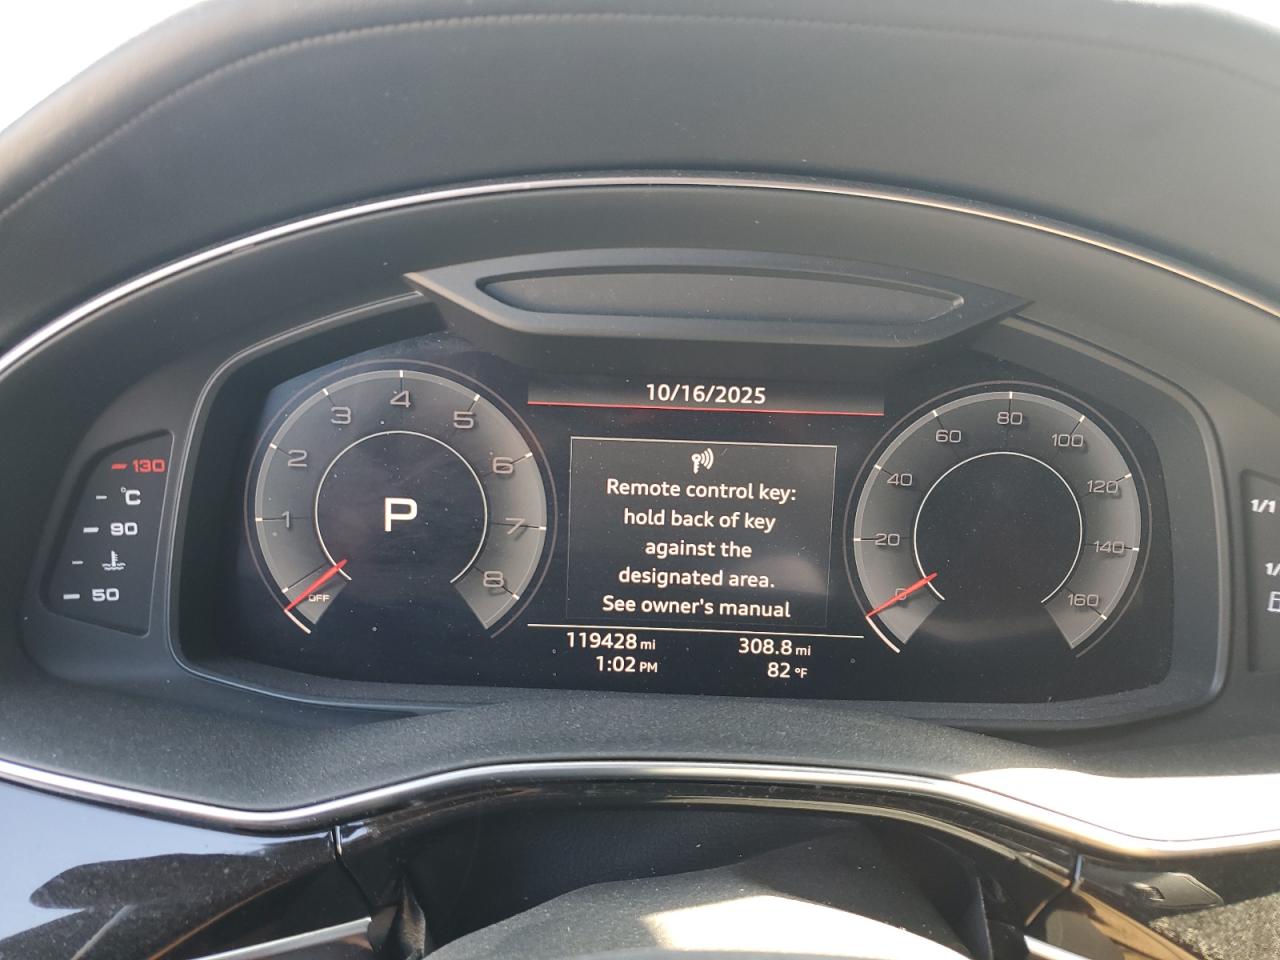 10/16/2025
Remote control key:
hold back of key
against the
designated area.
See owner's manual
119428 mi
308.8 mi
1:02 PM
82 °F
P
OFF
1
2
3
4
5
6
7
8
0
20
40
60
80
100
120
140
160
130
°C
90
50
1/1
1/